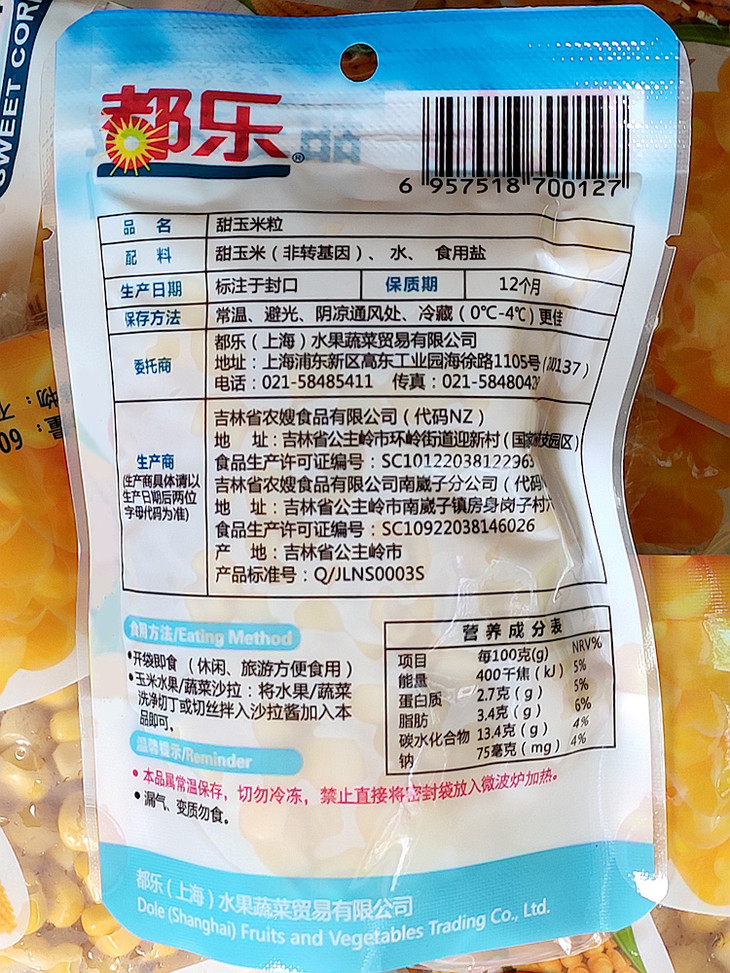 SWEET COR
都乐®
6 957518 700127
品 名 甜玉米粒
配 料 甜玉米（非转基因）、水、 食用盐
生产日期 标注于封口 保质期 12个月
保存方法 常温、避光、阴凉通风处、冷藏（0℃-4℃）更佳
委托商
都乐（上海）水果蔬菜贸易有限公司
地址：上海浦东新区高东工业园海徐路1105号
电话：021-58485411 传真：021-5848042
生产商
(生产商具体请以
生产日期后两位
字母代码为准)
吉林省农嫂食品有限公司（代码NZ）
地 址：吉林省公主岭市环岭街道迎新村（国家 园区）
食品生产许可证编号：SC10122038122965
吉林省农嫂食品有限公司南崴子分公司（代码
地 址：吉林省公主岭市南崴子镇房身岗子村
食品生产许可证编号：SC10922038146026
产 地：吉林省公主岭市
产品标准号：Q/JLNS0003S
食用方法/Eating Method
•开袋即食（休闲、旅游方便食用）
•玉米水果/蔬菜沙拉：将水果/蔬菜
洗净切丁或切丝拌入沙拉酱加入本
品即可。
营养成分表
项目 每100克(g) NRV%
能量 400千焦（kJ） 5%
蛋白质 2.7克（g） 5%
脂肪 3.4克（g） 6%
碳水化合物 13.4克（g） 4%
钠 75毫克（mg） 4%
温馨提示/Reminder
•本品属常温保存，切勿冷冻，禁止直接将密封袋放入微波炉加热。
•漏气、变质勿食。
都乐（上海）水果蔬菜贸易有限公司
Dole (Shanghai) Fruits and Vegetables Trading Co., Ltd.